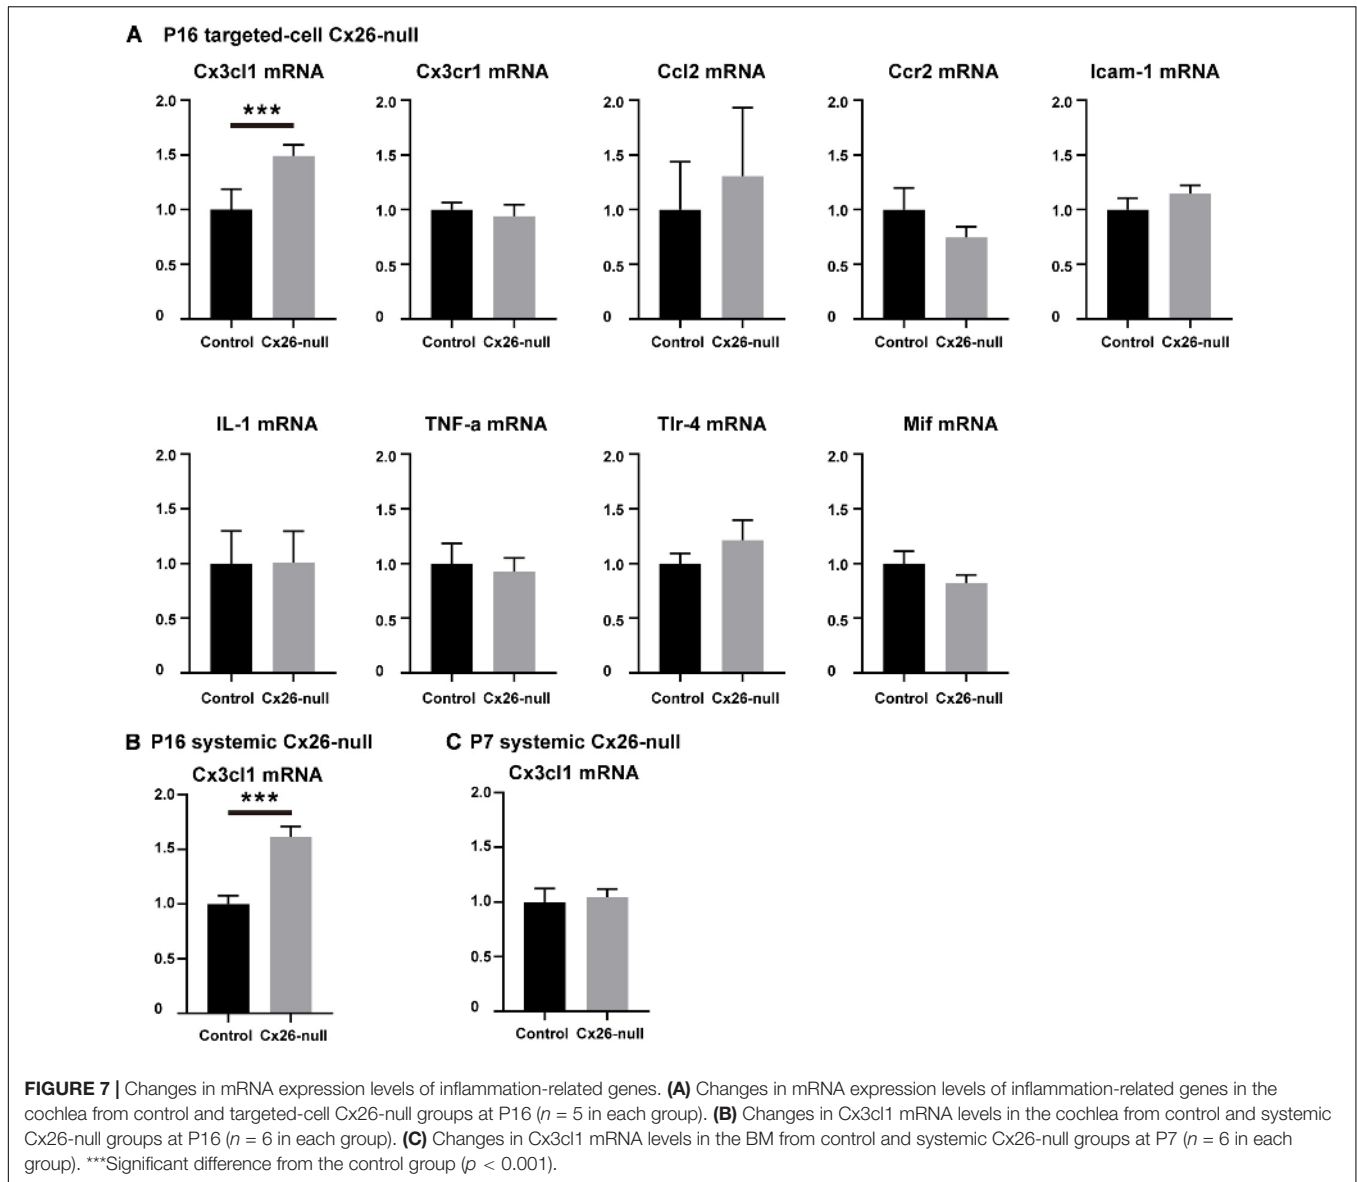 A P16 targeted-cell Cx26-null
Cx3cl1 mRNA
Cx3cr1 mRNA
Ccl2 mRNA
Ccr2 mRNA
Icam-1 mRNA
2.0 2.0 2.0 2.0 2.0
***
1.5 1.5 1.5 1.5 1.5
1.0 1.0 1.0 1.0 1.0
0.5 0.5 0.5 0.5 0.5
0 0 0 0 0
Control Cx26-null Control Cx26-null Control Cx26-null Control Cx26-null Control Cx26-null
IL-1 mRNA
TNF-a mRNA
Tlr-4 mRNA
Mif mRNA
2.0 2.0 2.0 2.0
1.5 1.5 1.5 1.5
1.0 1.0 1.0 1.0
0.5 0.5 0.5 0.5
0 0 0 0
Control Cx26-null Control Cx26-null Control Cx26-null Control Cx26-null
B P16 systemic Cx26-null
Cx3cl1 mRNA
2.0
***
1.5
1.0
0.5
0
Control Cx26-null
C P7 systemic Cx26-null
Cx3cl1 mRNA
2.0
1.5
1.0
0.5
0
Control Cx26-null
FIGURE 7 | Changes in mRNA expression levels of inflammation-related genes. (A) Changes in mRNA expression levels of inflammation-related genes in the
cochlea from control and targeted-cell Cx26-null groups at P16 (n = 5 in each group). (B) Changes in Cx3cl1 mRNA levels in the cochlea from control and systemic
Cx26-null groups at P16 (n = 6 in each group). (C) Changes in Cx3cl1 mRNA levels in the BM from control and systemic Cx26-null groups at P7 (n = 6 in each
group). ***Significant difference from the control group (p < 0.001).